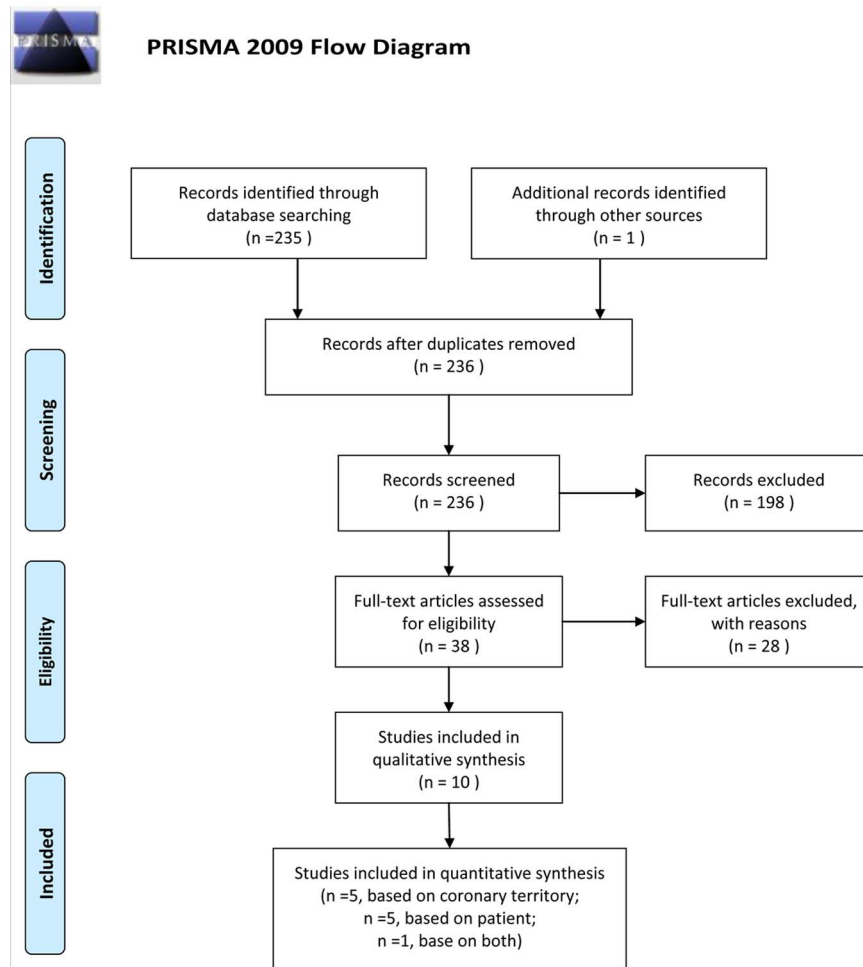 PRISMA
PRISMA 2009 Flow Diagram
Identification
Records identified through
database searching
(n =235 )
Additional records identified
through other sources
(n = 1 )
Records after duplicates removed
(n = 236 )
Screening
Records screened
(n = 236 )
Records excluded
(n = 198 )
Eligibility
Full-text articles assessed
for eligibility
(n = 38 )
Full-text articles excluded,
with reasons
(n = 28 )
Studies included in
qualitative synthesis
(n = 10 )
Included
Studies included in quantitative synthesis
(n =5, based on coronary territory;
n =5, based on patient;
n =1, base on both)